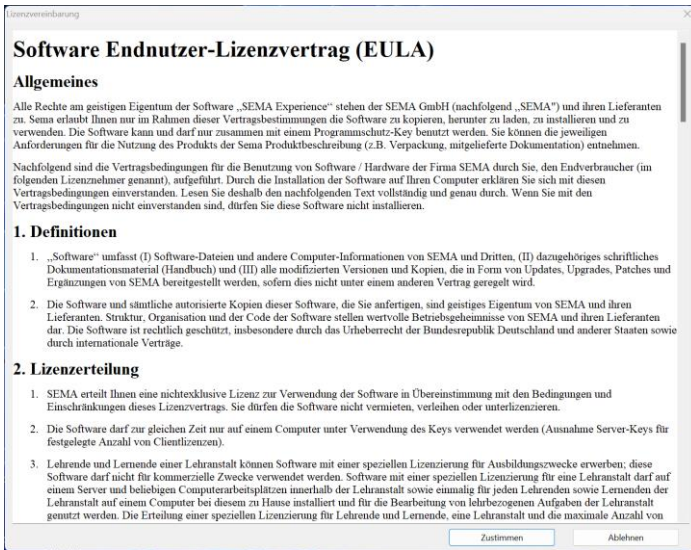 Lizenzvereinbarung
Software Endnutzer-Lizenzvertrag (EULA)
Allgemeines
Alle Rechte am geistigen Eigentum der Software „SEMA Experience“ stehen der SEMA GmbH (nachfolgend „SEMA") und ihren Lieferanten
zu. Sema erlaubt Ihnen nur im Rahmen dieser Vertragsbestimmungen die Software zu kopieren, herunter zu laden, zu installieren und zu
verwenden. Die Software kann und darf nur zusammen mit einem Programmschutz-Key benutzt werden. Sie können die jeweiligen
Anforderungen für die Nutzung des Produkts der Sema Produktbeschreibung (z.B. Verpackung, mitgelieferte Dokumentation) entnehmen.
Nachfolgend sind die Vertragsbedingungen für die Benutzung von Software / Hardware der Firma SEMA durch Sie, den Endverbraucher (im
folgenden Lizenznehmer genannt), aufgeführt. Durch die Installation der Software auf Ihren Computer erklären Sie sich mit diesen
Vertragsbedingungen einverstanden. Lesen Sie deshalb den nachfolgenden Text vollständig und genau durch. Wenn Sie mit den
Vertragsbedingungen nicht einverstanden sind, dürfen Sie diese Software nicht installieren.
1. Definitionen
1. „Software“ umfasst (I) Software-Dateien und andere Computer-Informationen von SEMA und Dritten, (II) dazugehöriges schriftliches
Dokumentationsmaterial (Handbuch) und (III) alle modifizierten Versionen und Kopien, die in Form von Updates, Upgrades, Patches und
Ergänzungen von SEMA bereitgestellt werden, sofern dies nicht unter einem anderen Vertrag geregelt wird.
2. Die Software und sämtliche autorisierte Kopien dieser Software, die Sie anfertigen, sind geistiges Eigentum von SEMA und ihren
Lieferanten. Struktur, Organisation und der Code der Software stellen wertvolle Betriebsgeheimnisse von SEMA und ihren Lieferanten
dar. Die Software ist rechtlich geschützt, insbesondere durch das Urheberrecht der Bundesrepublik Deutschland und anderer Staaten sowie
durch internationale Verträge.
2. Lizenzerteilung
1. SEMA erteilt Ihnen eine nichtexklusive Lizenz zur Verwendung der Software in Übereinstimmung mit den Bedingungen und
Einschränkungen dieses Lizenzvertrags. Sie dürfen die Software nicht vermieten, verleihen oder unterlizenzieren.
2. Die Software darf zur gleichen Zeit nur auf einem Computer unter Verwendung des Keys verwendet werden (Ausnahme Server-Keys für
festgelegte Anzahl von Clientlizenzen).
3. Lehrende und Lernende einer Lehranstalt können Software mit einer speziellen Lizenzierung für Ausbildungszwecke erwerben; diese
Software darf nicht für kommerzielle Zwecke verwendet werden. Software mit einer speziellen Lizenzierung für eine Lehranstalt darf auf
einem Server und beliebigen Computerarbeitsplätzen innerhalb der Lehranstalt sowie einmalig für jeden Lehrenden sowie Lernenden der
Lehranstalt auf einem Computer bei diesem zu Hause installiert und für die Bearbeitung von lehrbezogenen Aufgaben der Lehranstalt
genutzt werden. Die Erteilung einer speziellen Lizenzierung für Lehrende und Lernende, eine Lehranstalt und die maximale Anzahl von
Zustimmen
Ablehnen